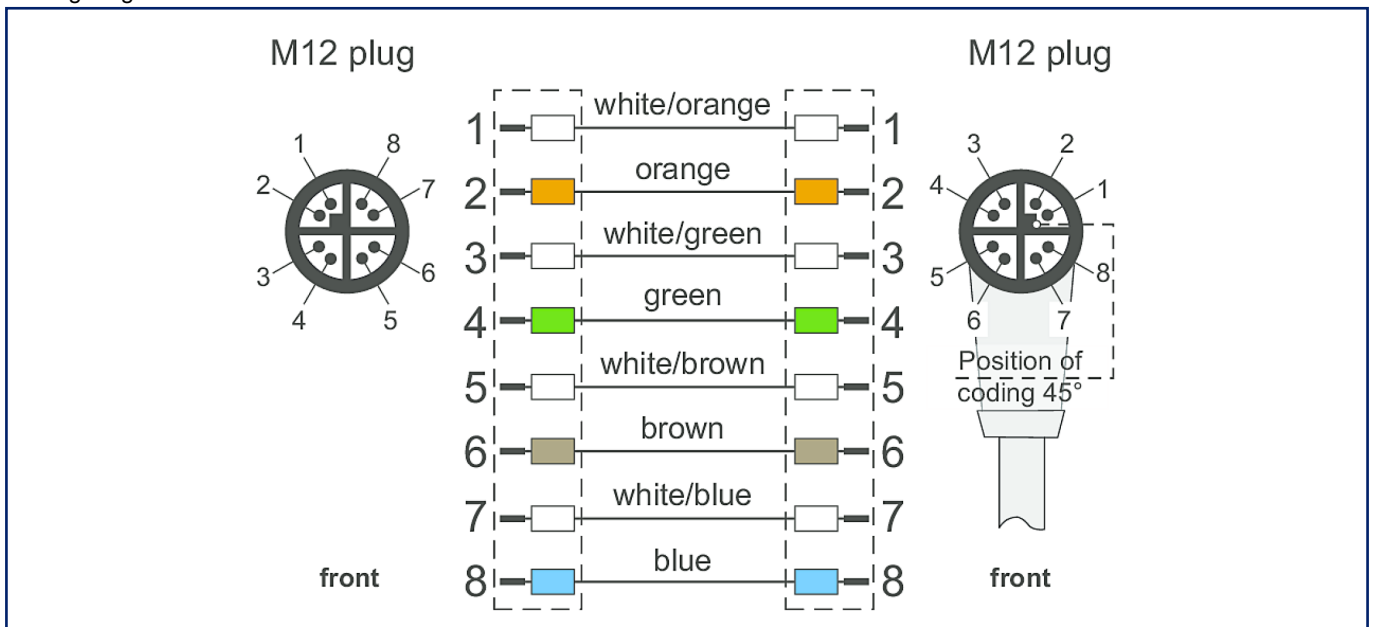 M12 plug
M12 plug
1 white/orange 1
2 orange 2
3 white/green 3
4 green 4
5 white/brown 5
6 brown 6
7 white/blue 7
8 blue 8
1 8
2 7
3 6
4 5
3 2
4 1
5 8
6 7
Position of
coding 45°
front
front